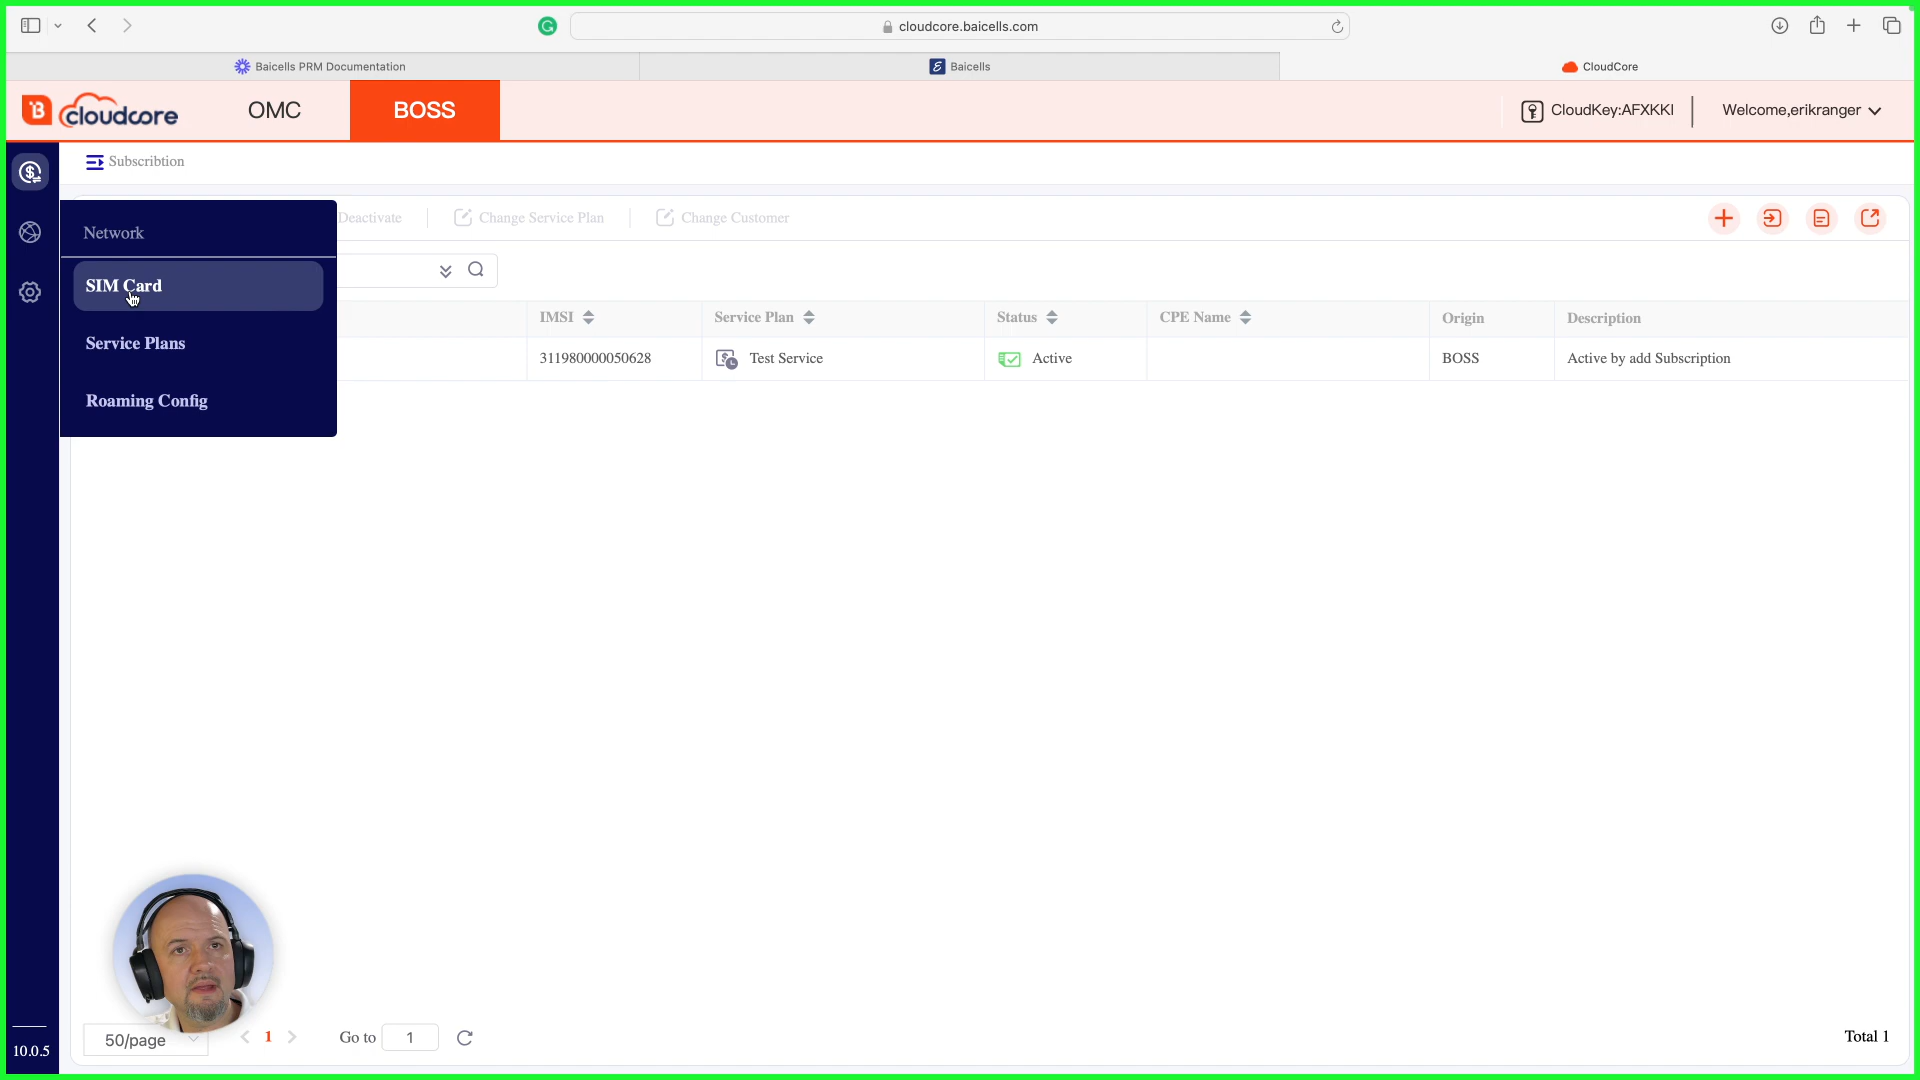 cloudcore.baicells.com
Baicells PRM Documentation
Baicells
CloudCore
cloudcore
OMC
BOSS
CloudKey:AFXKKI
Welcome,erikranger
Subscribtion
Deactivate
Change Service Plan
Change Customer
Network
SIM Card
Service Plans
Roaming Config
IMSI
Service Plan
Status
CPE Name
Origin
Description
311980000050628
Test Service
Active
BOSS
Active by add Subscription
50/page
1
Go to
1
Total 1
10.0.5